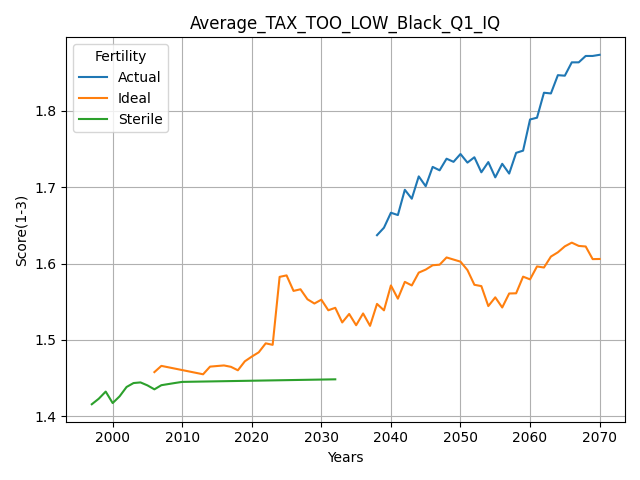 Average_TAX_TOO_LOW_Black_Q1_IQ
Fertility
Actual
Ideal
Sterile
Score(1-3)
1.8
1.7
1.6
1.5
1.4
2000 2010 2020 2030 2040 2050 2060 2070
Years